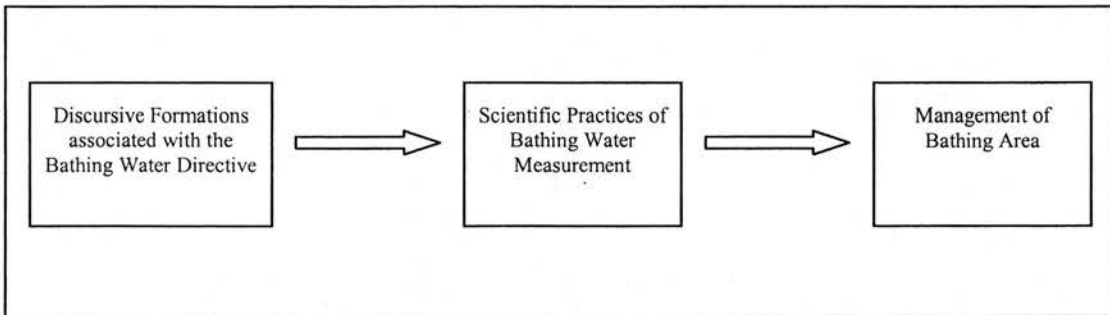 Discursive Formations
associated with the
Bathing Water Directive
Scientific Practices of
Bathing Water
Measurement
Management of
Bathing Area